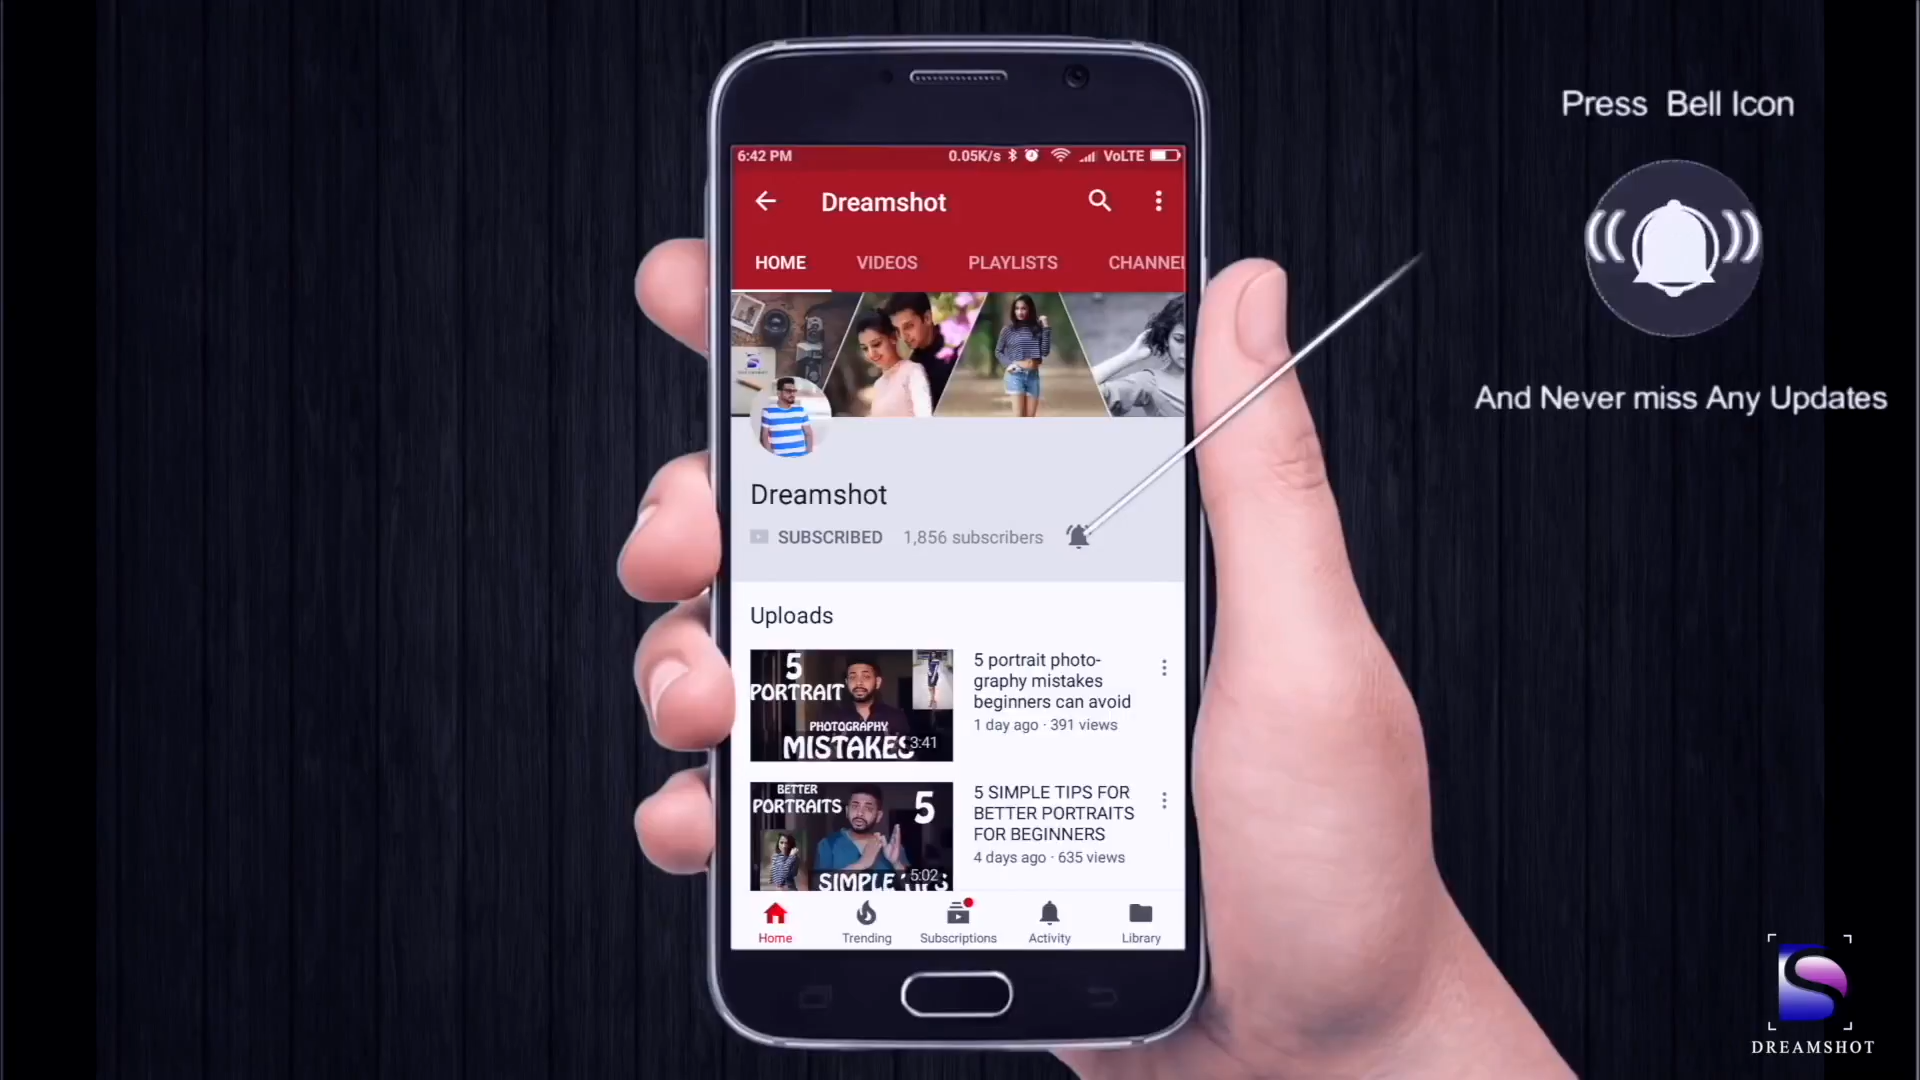 Press Bell Icon
And Never miss Any Updates
6:42 PM
0.05K/s
VoLTE
Dreamshot
HOME VIDEOS PLAYLISTS CHANNEL
Dreamshot
SUBSCRIBED 1,856 subscribers
Uploads
5
PORTRAIT
PHOTOGRAPHY
MISTAKES
3:41
5 portrait photo-
graphy mistakes
beginners can avoid
1 day ago · 391 views
BETTER
PORTRAITS
5
SIMPLE TIPS
5:02
5 SIMPLE TIPS FOR
BETTER PORTRAITS
FOR BEGINNERS
4 days ago · 635 views
Home Trending Subscriptions Activity Library
DREAMSHOT